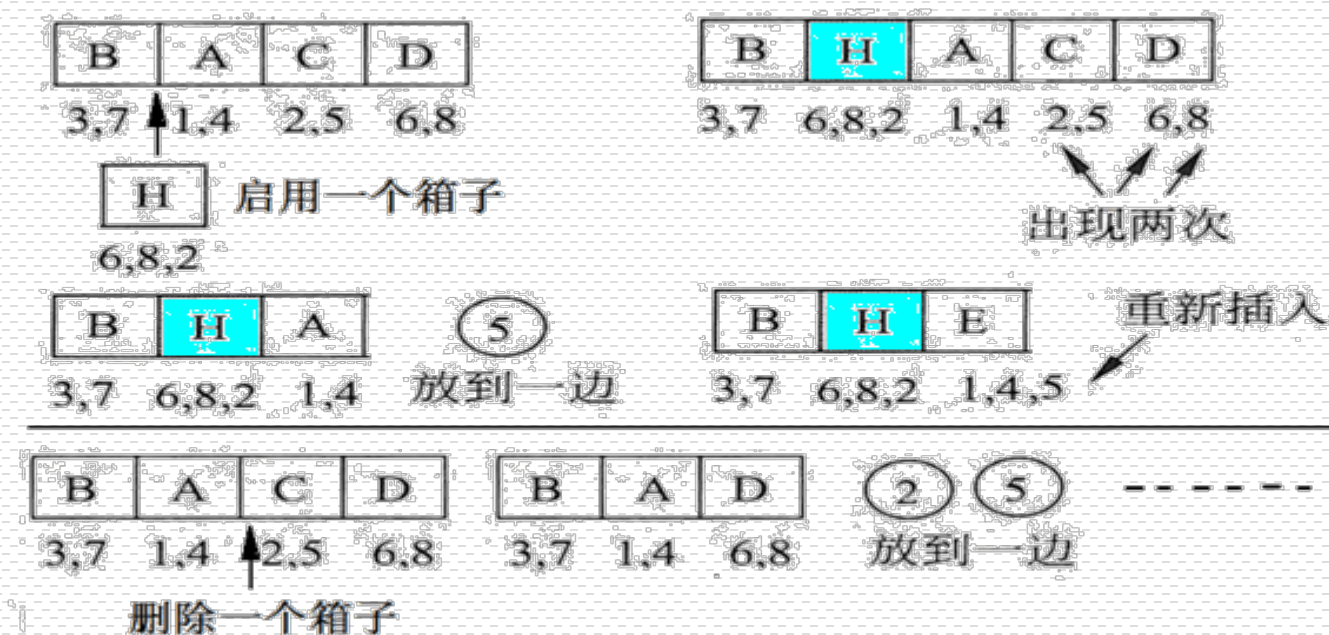 B A C D
3,7 1,4 2,5 6,8
H 启用一个箱子
6,8,2
B H A C D
3,7 6,8,2 1,4 2,5 6,8
出现两次
B H A 5
3,7 6,8,2 1,4 放到一边
B H E 重新插入
3,7 6,8,2 1,4,5
B A C D
3,7 1,4 2,5 6,8
删除一个箱子
B A D 2 5
3,7 1,4 6,8 放到一边